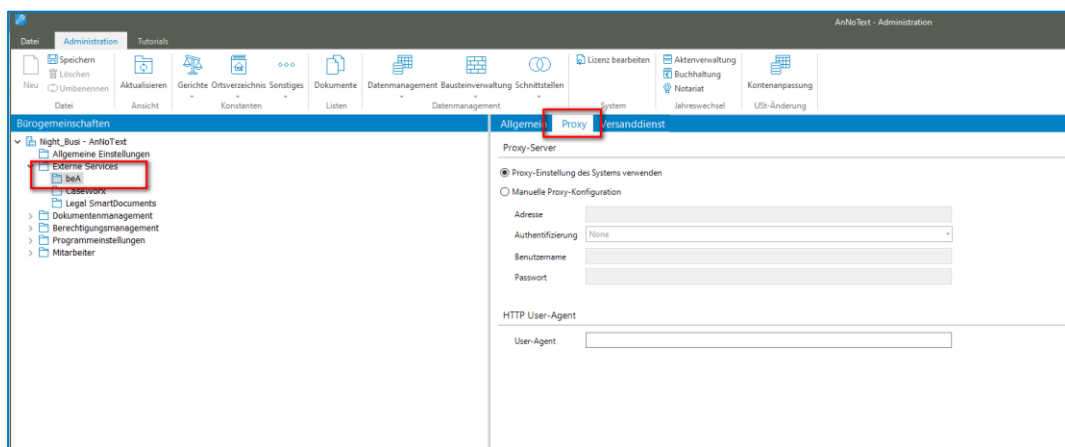 AnNoText - Administration
Datei Administration Tutorials
Neu
Speichern
Löschen
Umbenennen
Aktualisieren
Gerichte Ortsverzeichnis Sonstiges
Dokumente
Datenmanagement Bausteinverwaltung Schnittstellen
Lizenz bearbeiten
Aktenverwaltung
Buchhaltung
Notariat
Kontenanpassung
Datei Ansicht Konstanten Listen Datenmanagement System Jahreswechsel USt-Änderung
Bürogemeinschaften
Night_Busi - AnNoText
Allgemeine Einstellungen
Externe Services
beA
CaseWorx
Legal SmartDocuments
Dokumentenmanagement
Berechtigungsmanagement
Programmeinstellungen
Mitarbeiter
Allgemein Proxy Versanddienst
Proxy-Server
Proxy-Einstellung des Systems verwenden
Manuelle Proxy-Konfiguration
Adresse
Authentifizierung None
Benutzername
Passwort
HTTP User-Agent
User-Agent